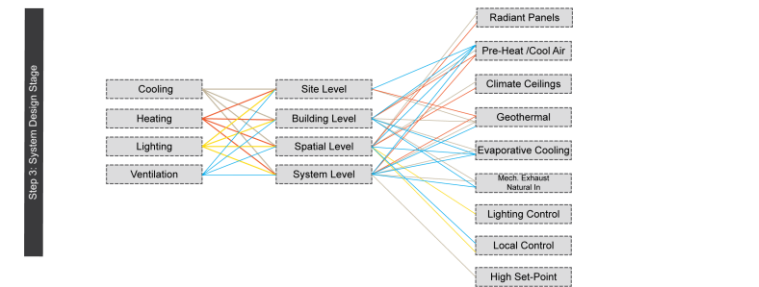 Step 3: System Design Stage
Cooling
Heating
Lighting
Ventilation
Site Level
Building Level
Spatial Level
System Level
Radiant Panels
Pre-Heat /Cool Air
Climate Ceilings
Geothermal
Evaporative Cooling
Mech. Exhaust
Natural In
Lighting Control
Local Control
High Set-Point